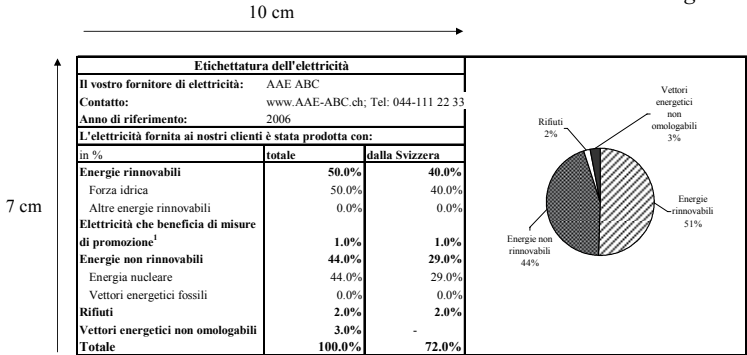 10 cm
7 cm
Etichettatura dell'elettricità
Il vostro fornitore di elettricità: AAE ABC
Contatto: www.AAE-ABC.ch; Tel: 044-111 22 33
Anno di riferimento: 2006
L'elettricità fornita ai nostri clienti è stata prodotta con:
in % totale dalla Svizzera
Energie rinnovabili 50.0% 40.0%
Forza idrica 50.0% 40.0%
Altre energie rinnovabili 0.0% 0.0%
Elettricità che beneficia di misure
di promozione¹ 1.0% 1.0%
Energie non rinnovabili 44.0% 29.0%
Energia nucleare 44.0% 29.0%
Vettori energetici fossili 0.0% 0.0%
Rifiuti 2.0% 2.0%
Vettori energetici non omologabili 3.0% -
Totale 100.0% 72.0%
Vettori
energetici
non
omologabili
3%
Rifiuti
2%
Energie
rinnovabili
51%
Energie non
rinnovabili
44%